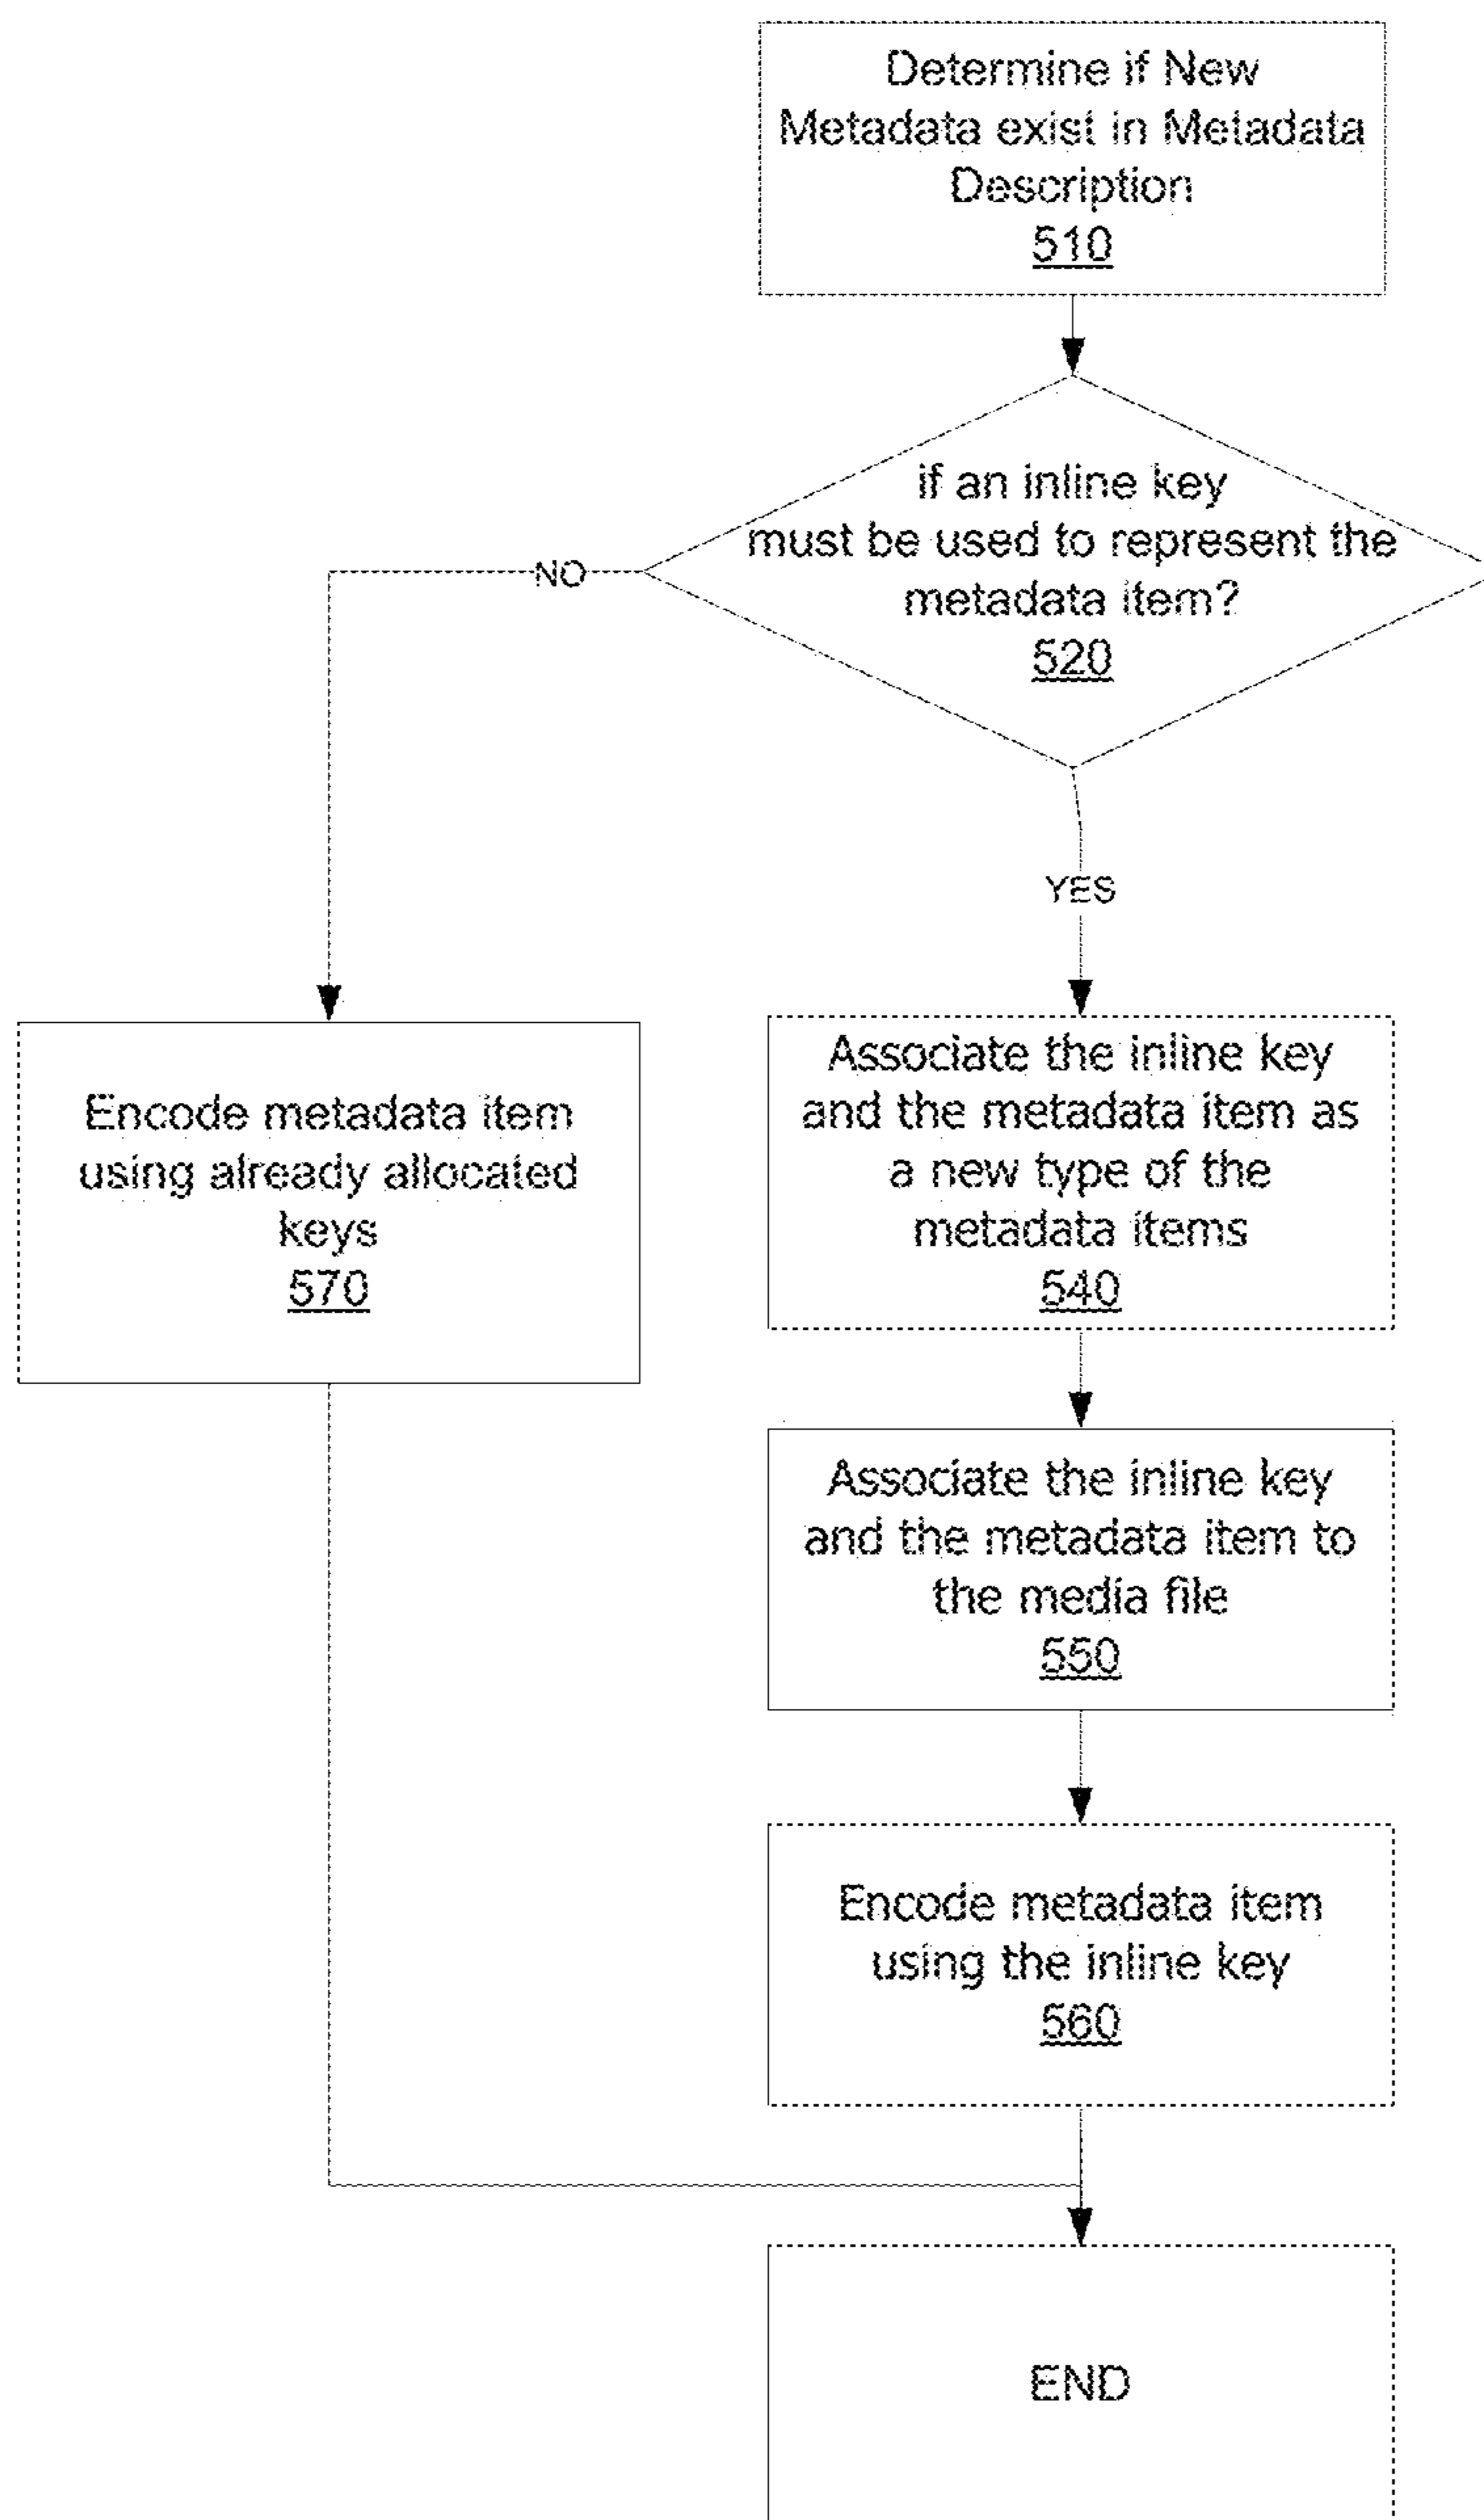 Determine if New
Metadata exist in Metadata
Description
510
if an inline key
must be used to represent the
metadata item?
520
NO
YES
Encode metadata item
using already allocated
keys
570
Associate the inline key
and the metadata item as
a new type of the
metadata items
540
Associate the inline key
and the metadata item to
the media file
550
Encode metadata item
using the inline key
560
END